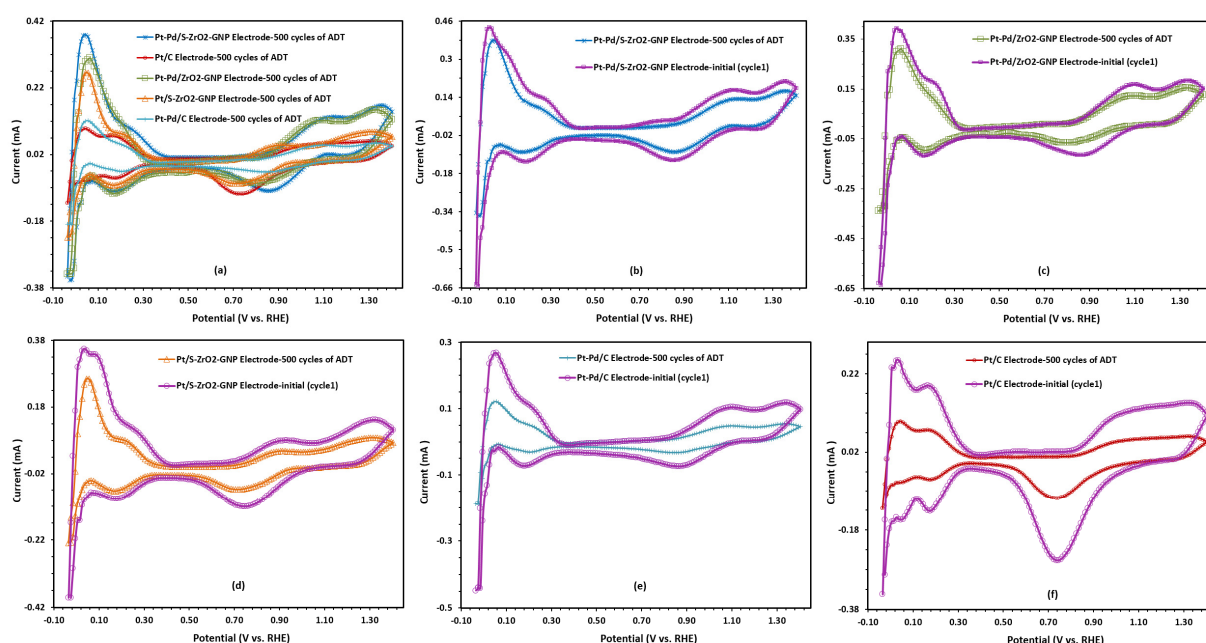 0.42
0.22
0.02
-0.18
-0.38
Current (mA)
Pt-Pd/S-ZrO2-GNP Electrode-500 cycles of ADT
Pt/C Electrode-500 cycles of ADT
Pt-Pd/ZrO2-GNP Electrode-500 cycles of ADT
Pt/S-ZrO2-GNP Electrode-500 cycles of ADT
Pt-Pd/C Electrode-500 cycles of ADT
(a)
-0.10 0.10 0.30 0.50 0.70 0.90 1.10 1.30
Potential (V vs. RHE)
0.46
0.3
0.14
-0.02
-0.18
-0.34
-0.5
-0.66
Current (mA)
Pt-Pd/S-ZrO2-GNP Electrode-500 cycles of ADT
Pt-Pd/S-ZrO2-GNP Electrode-initial (cycle1)
(b)
-0.10 0.10 0.30 0.50 0.70 0.90 1.10 1.30
Potential (V vs. RHE)
0.35
0.15
-0.05
-0.25
-0.45
-0.65
Current (mA)
Pt-Pd/ZrO2-GNP Electrode-500 cycles of ADT
Pt-Pd/ZrO2-GNP Electrode-initial (cycle1)
(c)
-0.10 0.10 0.30 0.50 0.70 0.90 1.10 1.30
Potential (V vs. RHE)
0.38
0.18
-0.02
-0.22
-0.42
Current (mA)
Pt/S-ZrO2-GNP Electrode-500 cycles of ADT
Pt/S-ZrO2-GNP Electrode-initial (cycle1)
(d)
-0.10 0.10 0.30 0.50 0.70 0.90 1.10 1.30
Potential (V vs. RHE)
0.3
0.1
-0.1
-0.3
-0.5
Current (mA)
Pt-Pd/C Electrode-500 cycles of ADT
Pt-Pd/C Electrode-initial (cycle1)
(e)
-0.10 0.10 0.30 0.50 0.70 0.90 1.10 1.30
Potential (V vs. RHE)
0.22
0.02
-0.18
-0.38
Current (mA)
Pt/C Electrode-500 cycles of ADT
Pt/C Electrode-initial (cycle1)
(f)
-0.10 0.10 0.30 0.50 0.70 0.90 1.10 1.30
Potential (V vs. RHE)